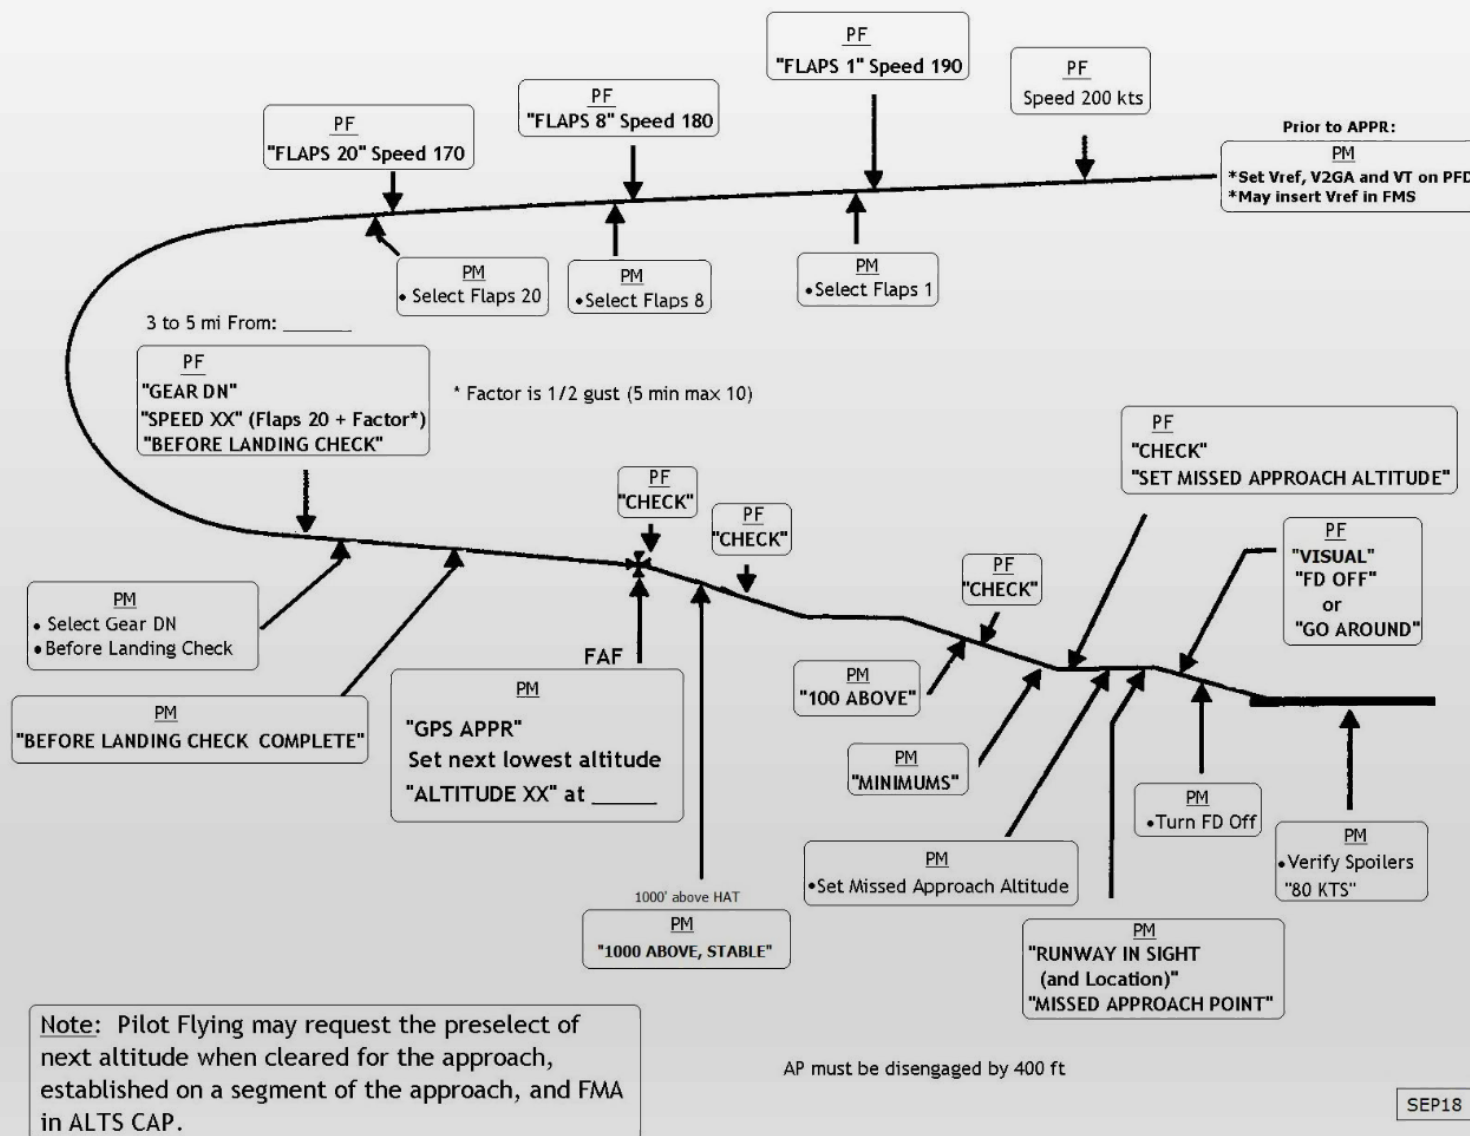 PF
"FLAPS 1" Speed 190
PF
Speed 200 kts
PF
"FLAPS 8" Speed 180
PF
"FLAPS 20" Speed 170
Prior to APPR:
PM
*Set Vref, V2GA and VT on PFD
*May insert Vref in FMS
PM
• Select Flaps 20
PM
•Select Flaps 8
PM
•Select Flaps 1
3 to 5 mi From: ______
PF
"GEAR DN"
"SPEED XX" (Flaps 20 + Factor*)
"BEFORE LANDING CHECK"
* Factor is 1/2 gust (5 min max 10)
PF
"CHECK"
"SET MISSED APPROACH ALTITUDE"
PF
"CHECK"
PF
"CHECK"
PF
"CHECK"
PF
"VISUAL"
"FD OFF"
or
"GO AROUND"
PM
• Select Gear DN
•Before Landing Check
PM
"BEFORE LANDING CHECK COMPLETE"
FAF
PM
"GPS APPR"
Set next lowest altitude
"ALTITUDE XX" at _____
PM
"100 ABOVE"
PM
"MINIMUMS"
PM
•Turn FD Off
PM
•Verify Spoilers
"80 KTS"
PM
•Set Missed Approach Altitude
1000' above HAT
PM
"1000 ABOVE, STABLE"
PM
"RUNWAY IN SIGHT
(and Location)"
"MISSED APPROACH POINT"
Note: Pilot Flying may request the preselect of
next altitude when cleared for the approach,
established on a segment of the approach, and FMA
in ALTS CAP.
AP must be disengaged by 400 ft
SEP18